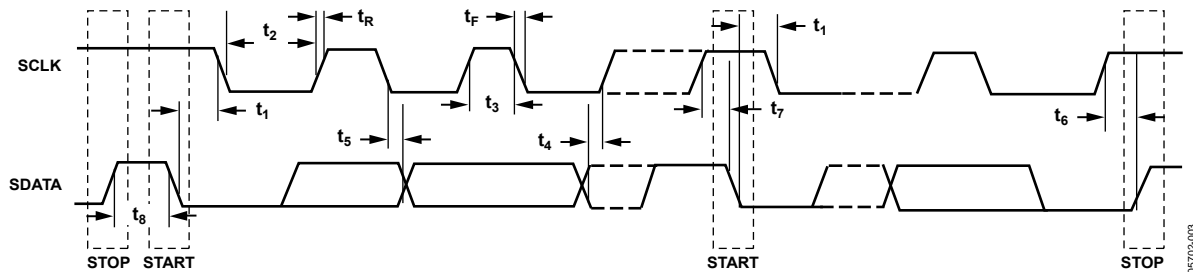 t₂ tR tF t₁
SCLK
t₁ t₃ t₇ t₆
t₅ t₄
SDATA
t₈
STOP START START STOP
05702-003